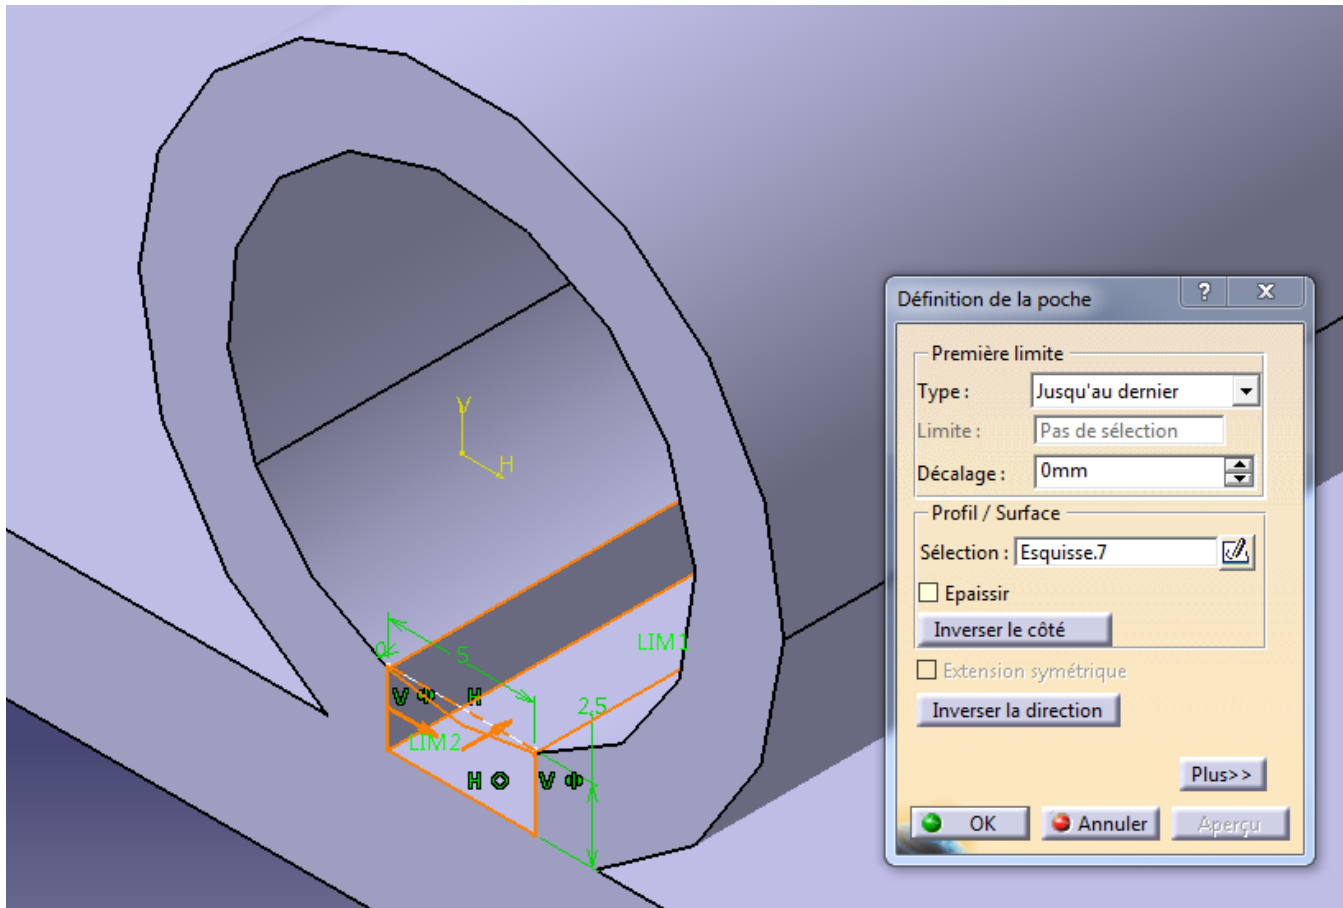 V
H
LIM1
0
5
2,5
V H
LIM2
H V
Définition de la poche
?
X
Première limite
Type : Jusqu'au dernier
Limite : Pas de sélection
Décalage : 0mm
Profil / Surface
Sélection : Esquisse.7
Epaissir
Inverser le côté
Extension symétrique
Inverser la direction
Plus>>
OK Annuler Aperçu